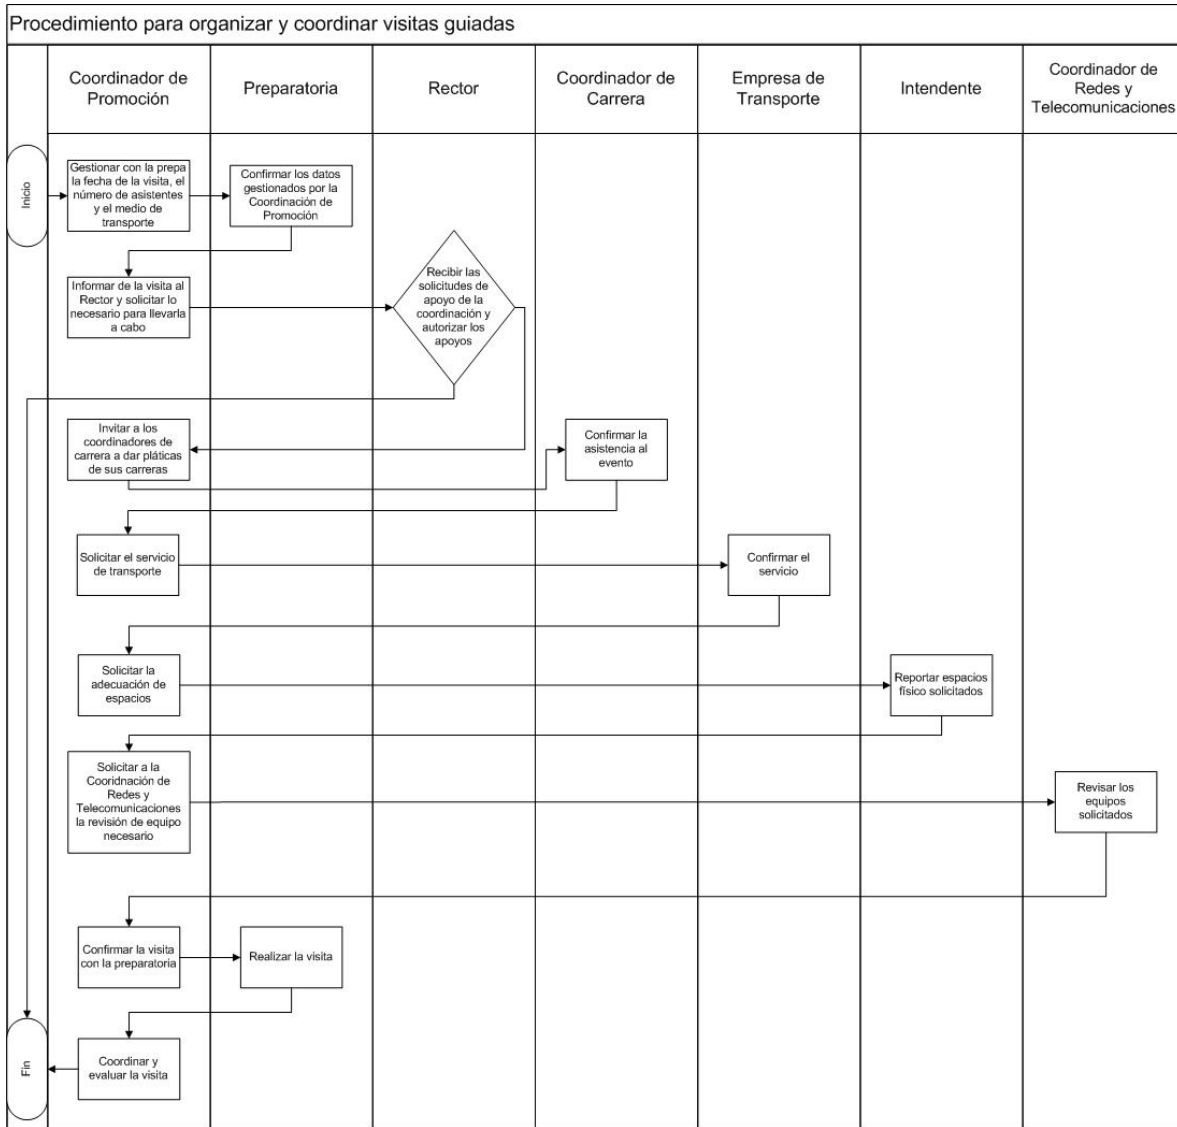 Procedimiento para organizar y coordinar visitas guiadas
Coordinador de
Promoción
Preparatoria
Rector
Coordinador de
Carrera
Empresa de
Transporte
Intendente
Coordinador de
Redes y
Telecomunicaciones
Inicio
Gestionar con la prepa
la fecha de la visita, el
número de asistentes
y el medio de
transporte
Confirmar los datos
gestionados por la
Coordinación de
Promoción
Informar de la visita al
Rector y solicitar lo
necesario para llevarla
a cabo
Recibir las
solicitudes de
apoyo de la
coordinación y
autorizar los
apoyos
Invitar a los
coordinadores de
carrera a dar pláticas
de sus carreras
Confirmar la
asistencia al
evento
Solicitar el servicio
de transporte
Confirmar el
servicio
Solicitar la
adecuación de
espacios
Reportar espacios
físico solicitados
Solicitar a la
Cooridnación de
Redes y
Telecomunicaciones
la revisión de equipo
necesario
Revisar los
equipos
solicitados
Confirmar la visita
con la preparatoria
Realizar la visita
Coordinar y
evaluar la visita
Fin